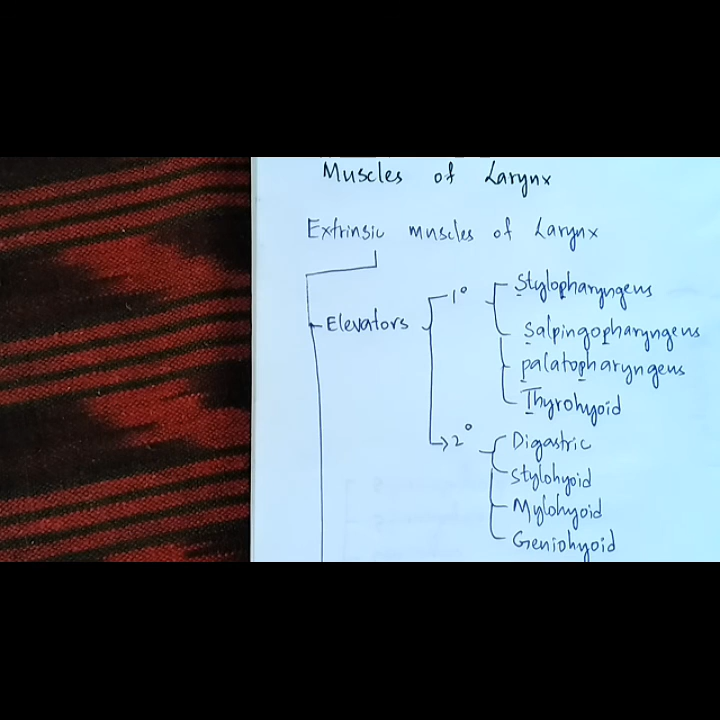 Muscles of Larynx
Extrinsic muscles of Larynx
Elevators
1°
Stylopharyngeus
Salpingopharyngeus
palatopharyngeus
Thyrohyoid
2°
Digastric
Stylohyoid
Mylohyoid
Geniohyoid